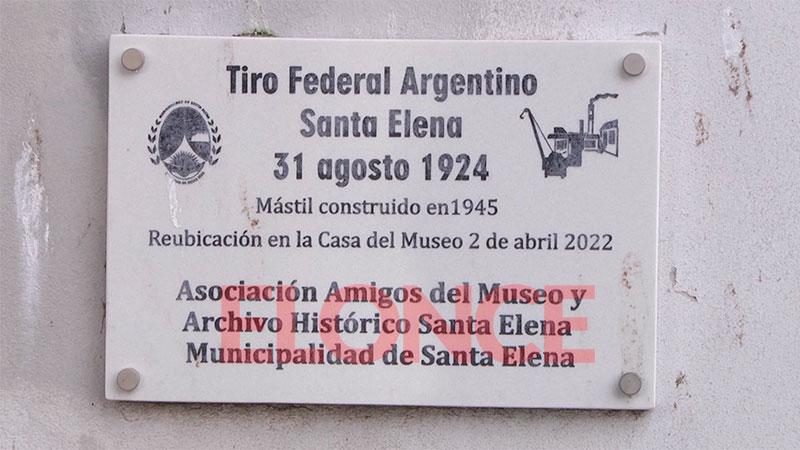 Tiro Federal Argentino
Santa Elena
31 agosto 1924
Mástil construido en1945
Reubicación en la Casa del Museo 2 de abril 2022
Asociación Amigos del Museo y
Archivo Histórico Santa Elena
Municipalidad de Santa Elena
ELONCE